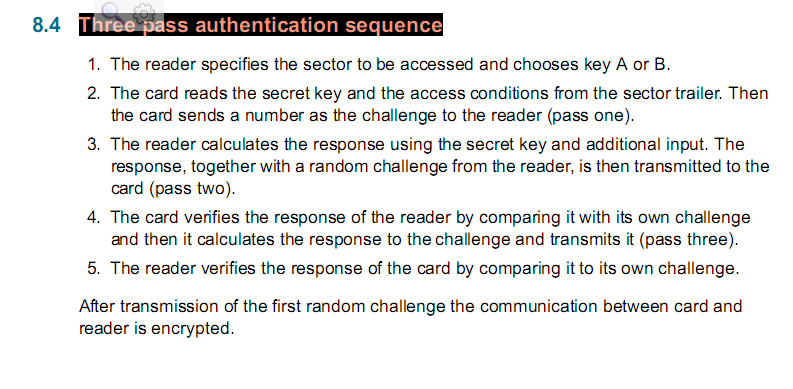 8.4 Three pass authentication sequence
1. The reader specifies the sector to be accessed and chooses key A or B.
2. The card reads the secret key and the access conditions from the sector trailer. Then
the card sends a number as the challenge to the reader (pass one).
3. The reader calculates the response using the secret key and additional input. The
response, together with a random challenge from the reader, is then transmitted to the
card (pass two).
4. The card verifies the response of the reader by comparing it with its own challenge
and then it calculates the response to the challenge and transmits it (pass three).
5. The reader verifies the response of the card by comparing it to its own challenge.
After transmission of the first random challenge the communication between card and
reader is encrypted.